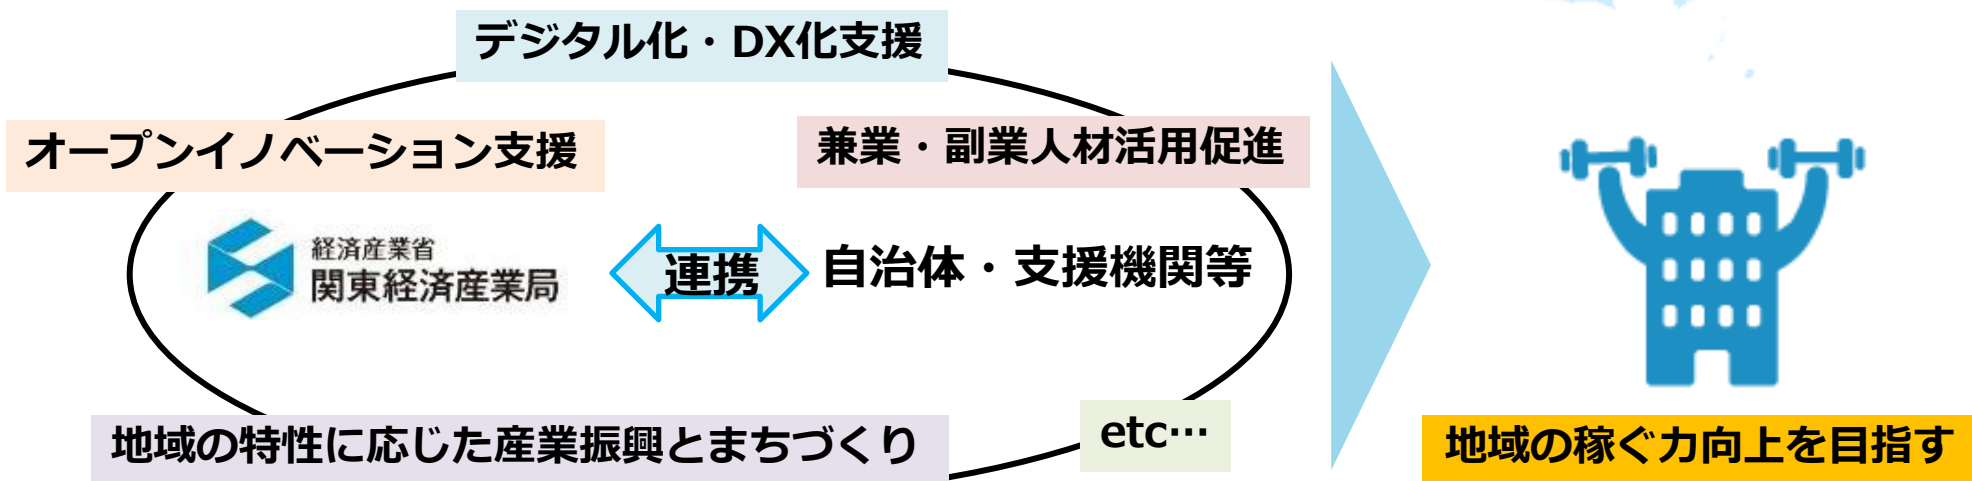 デジタル化・DX化支援
オープンイノベーション支援
兼業・副業人材活用促進
経済産業省
関東経済産業局
連携
自治体・支援機関等
地域の特性に応じた産業振興とまちづくり
etc…
地域の稼ぐ力向上を目指す